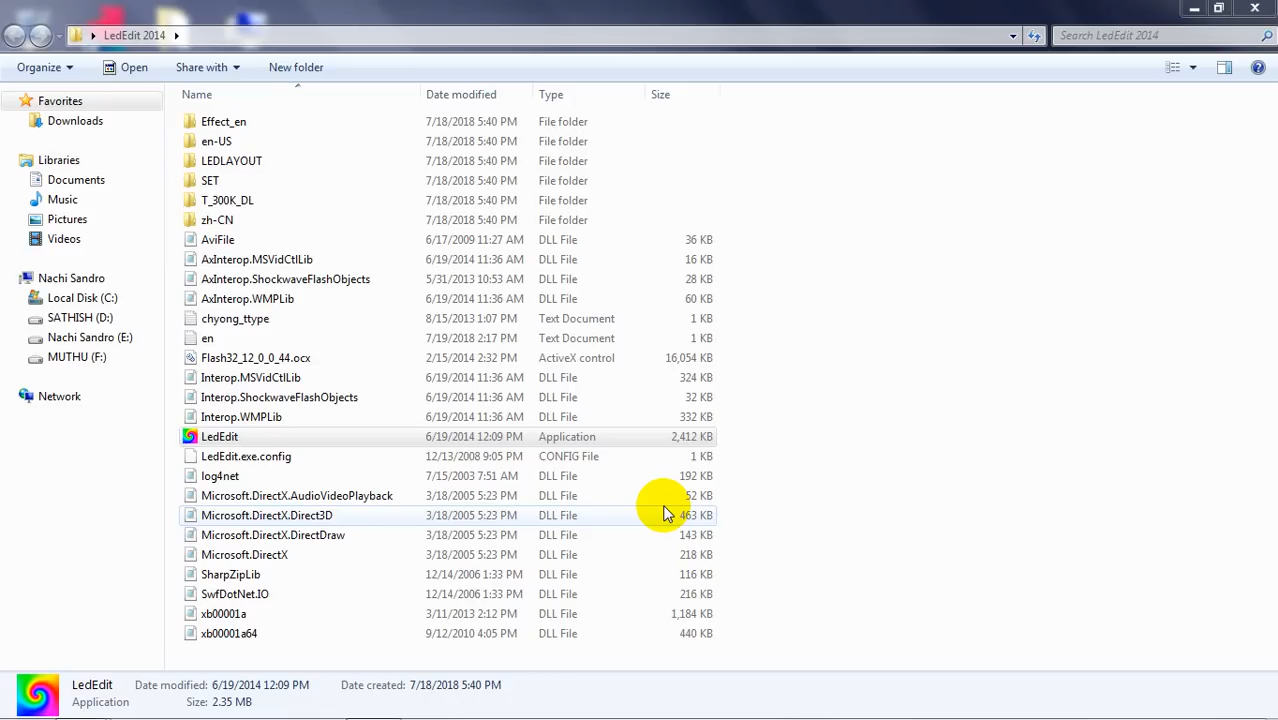 LedEdit 2014
Search LedEdit 2014
Organize Open Share with New folder
Name Date modified Type Size
Favorites
Downloads
Libraries
Documents
Music
Pictures
Videos
Nachi Sandro
Local Disk (C:)
SATHISH (D:)
Nachi Sandro (E:)
MUTHU (F:)
Network
Effect_en 7/18/2018 5:40 PM File folder
en-US 7/18/2018 5:40 PM File folder
LEDLAYOUT 7/18/2018 5:40 PM File folder
SET 7/18/2018 5:40 PM File folder
T_300K_DL 7/18/2018 5:40 PM File folder
zh-CN 7/18/2018 5:40 PM File folder
AviFile 6/17/2009 11:27 AM DLL File 36 KB
AxInterop.MSVidCtlLib 6/19/2014 11:36 AM DLL File 16 KB
AxInterop.ShockwaveFlashObjects 5/31/2013 10:53 AM DLL File 28 KB
AxInterop.WMPLib 6/19/2014 11:36 AM DLL File 60 KB
chyong_ttype 8/15/2013 1:07 PM Text Document 1 KB
en 7/19/2018 2:17 PM Text Document 1 KB
Flash32_12_0_0_44.ocx 2/15/2014 2:32 PM ActiveX control 16,054 KB
Interop.MSVidCtlLib 6/19/2014 11:36 AM DLL File 324 KB
Interop.ShockwaveFlashObjects 6/19/2014 11:36 AM DLL File 32 KB
Interop.WMPLib 6/19/2014 11:36 AM DLL File 332 KB
LedEdit 6/19/2014 12:09 PM Application 2,412 KB
LedEdit.exe.config 12/13/2008 9:05 PM CONFIG File 1 KB
log4net 7/15/2003 7:51 AM DLL File 192 KB
Microsoft.DirectX.AudioVideoPlayback 3/18/2005 5:23 PM DLL File 52 KB
Microsoft.DirectX.Direct3D 3/18/2005 5:23 PM DLL File 463 KB
Microsoft.DirectX.DirectDraw 3/18/2005 5:23 PM DLL File 143 KB
Microsoft.DirectX 3/18/2005 5:23 PM DLL File 218 KB
SharpZipLib 12/14/2006 1:33 PM DLL File 116 KB
SwfDotNet.IO 12/14/2006 1:33 PM DLL File 216 KB
xb00001a 3/11/2013 2:12 PM DLL File 1,184 KB
xb00001a64 9/12/2010 4:05 PM DLL File 440 KB
LedEdit Date modified: 6/19/2014 12:09 PM Date created: 7/18/2018 5:40 PM
Application Size: 2.35 MB